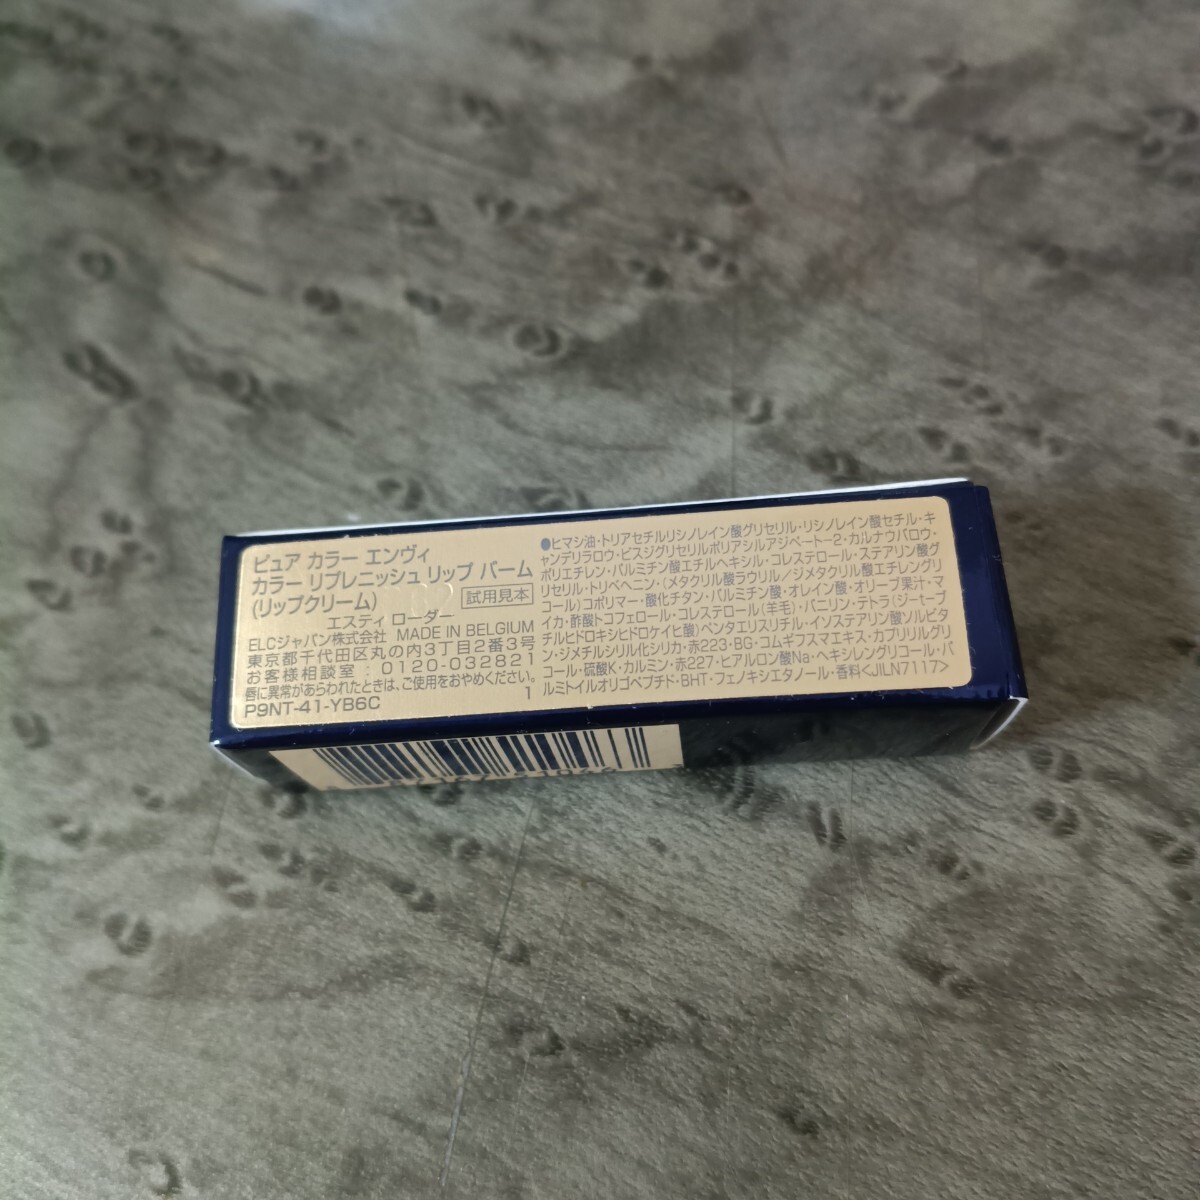 ピュア カラー エンヴィ
カラー リプレニッシュ リップ バーム
(リップクリーム) 試用見本
エスティ ローダー
ELCジャパン株式会社 MADE IN BELGIUM
東京都千代田区丸の内3丁目2番3号
お客様相談室 : 0120-032821
唇に異常があらわれたときは、ご使用をおやめください。
P9NT-41-YB6C 1
●ヒマシ油・トリアセチルリシノレイン酸グリセリル・リシノレイン酸セチル・キ
ャンデリラロウ・ビスジグリセリルポリアシルアジペート-2・カルナウバロウ・
ポリエチレン・パルミチン酸エチルヘキシル・コレステロール・ステアリン酸グ
リセリル・トリベヘニン・(メタクリル酸ラウリル/ジメタクリル酸エチレングリ
コール)コポリマー・酸化チタン・パルミチン酸・オレイン酸・オリーブ果汁・マ
イカ・酢酸トコフェロール・コレステロール(羊毛)・バニリン・テトラ(ジ-t-ブ
チルヒドロキシヒドロケイヒ酸)ペンタエリスリチル・イソステアリン酸ソルビタ
ン・ジメチルシリル化シリカ・赤223・BG・コムギフスマエキス・カプリリルグリ
コール・硫酸K・カルミン・赤227・ヒアルロン酸Na・ヘキシレングリコール・パ
ルミトイルオリゴペプチド・BHT・フェノキシエタノール・香料<JILN7117>